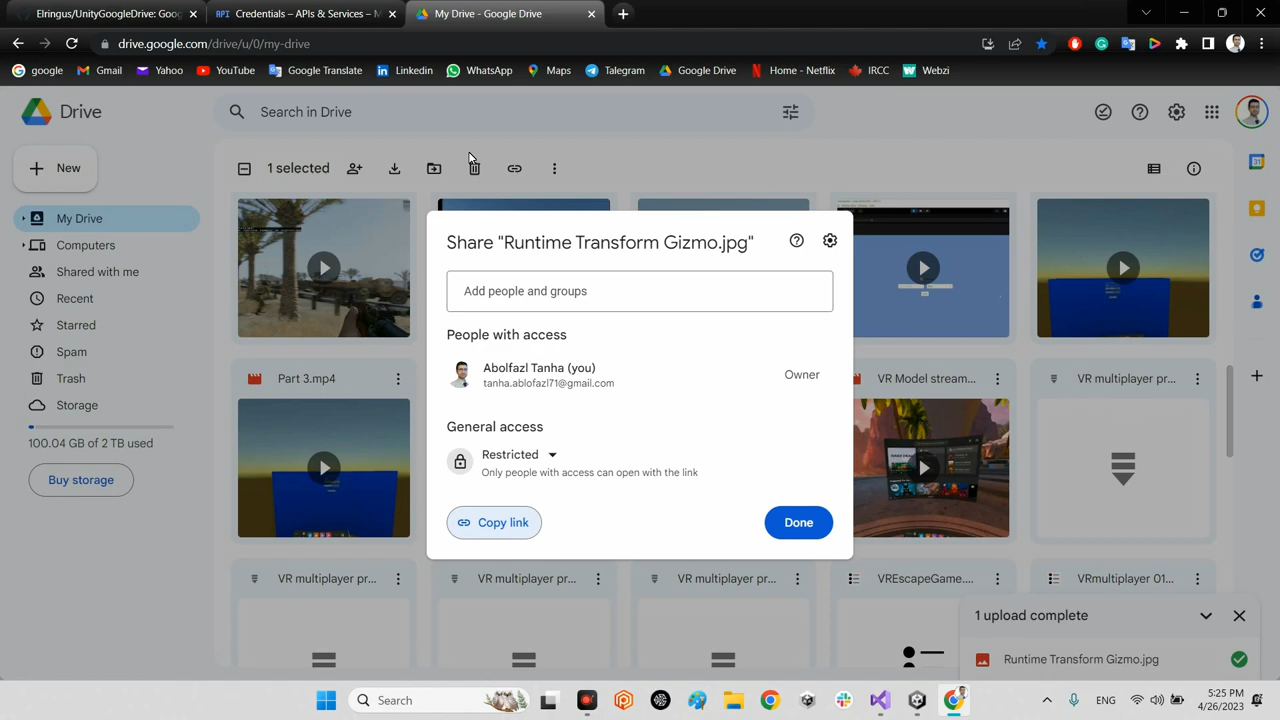 Elringus/UnityGoogleDrive: Goog
API Credentials – APIs & Services – M
My Drive - Google Drive
drive.google.com/drive/u/0/my-drive
google
Gmail
Yahoo
YouTube
Google Translate
Linkedin
WhatsApp
Maps
Telegram
Google Drive
Home - Netflix
IRCC
Webzi
Drive
Search in Drive
New
1 selected
My Drive
Computers
Shared with me
Recent
Starred
Spam
Trash
Storage
100.04 GB of 2 TB used
Buy storage
Share "Runtime Transform Gizmo.jpg"
Add people and groups
People with access
Abolfazl Tanha (you)
tanha.ablofazl71@gmail.com
Owner
General access
Restricted
Only people with access can open with the link
Copy link
Done
Part 3.mp4
VR Model stream...
VR multiplayer pr...
VR multiplayer pr...
VR multiplayer pr...
VR multiplayer pr...
VREscapeGame....
VRmultiplayer 01...
1 upload complete
Runtime Transform Gizmo.jpg
Search
ENG
5:25 PM
4/26/2023